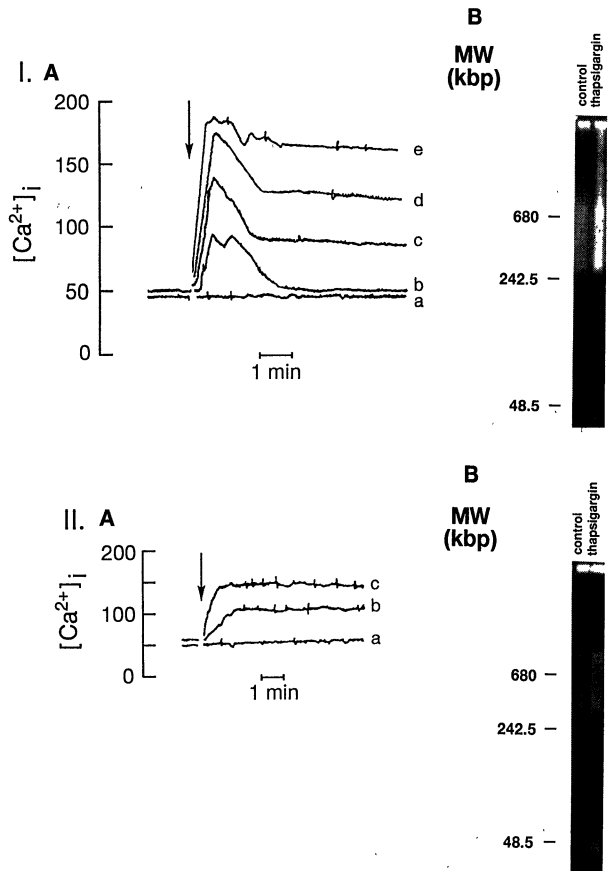 I. A
200
150
100
50
0
[Ca2+]i
e
d
c
b
a
1 min
B
MW
(kbp)
control
thapsigargin
680
242.5
48.5
II. A
200
100
0
[Ca2+]i
c
b
a
1 min
B
MW
(kbp)
control
thapsigargin
680
242.5
48.5